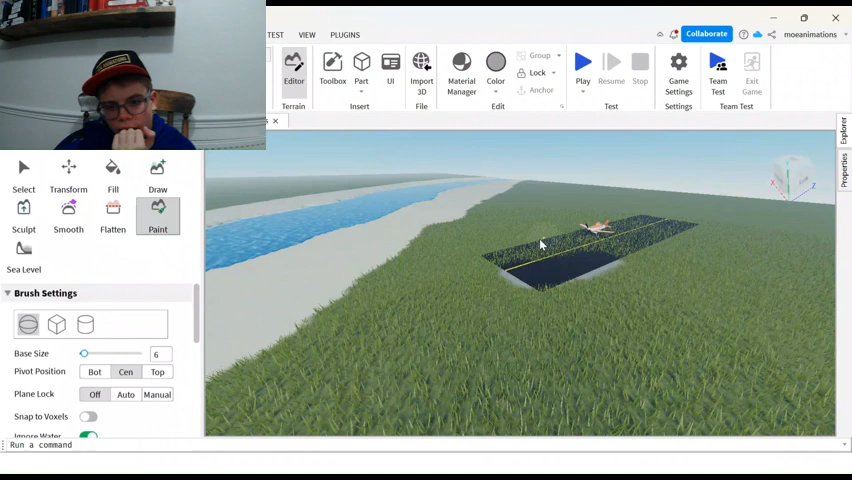 TEST VIEW PLUGINS
Collaborate
moeanimations
Editor
Toolbox
Part
UI
Import
3D
Material
Manager
Color
Group
Lock
Anchor
Play
Resume
Stop
Game
Settings
Team
Test
Exit
Game
Terrain
Insert
File
Edit
Test
Settings
Team Test
Explorer
Properties
Select
Transform
Fill
Draw
Sculpt
Smooth
Flatten
Paint
Sea Level
Brush Settings
Base Size
6
Pivot Position
Bot
Cen
Top
Plane Lock
Off
Auto
Manual
Snap to Voxels
Ignore Water
Run a command
X
Z